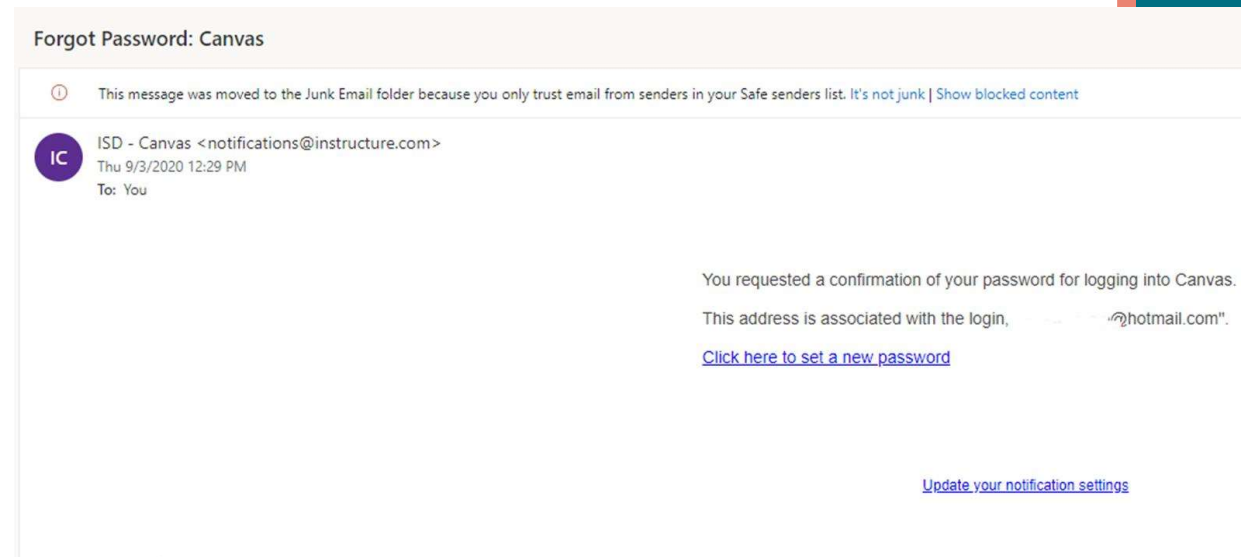 Forgot Password: Canvas
This message was moved to the Junk Email folder because you only trust email from senders in your Safe senders list. It's not junk | Show blocked content
IC
ISD - Canvas <notifications@instructure.com>
Thu 9/3/2020 12:29 PM
To: You
You requested a confirmation of your password for logging into Canvas.
This address is associated with the login, @hotmail.com".
Click here to set a new password
Update your notification settings